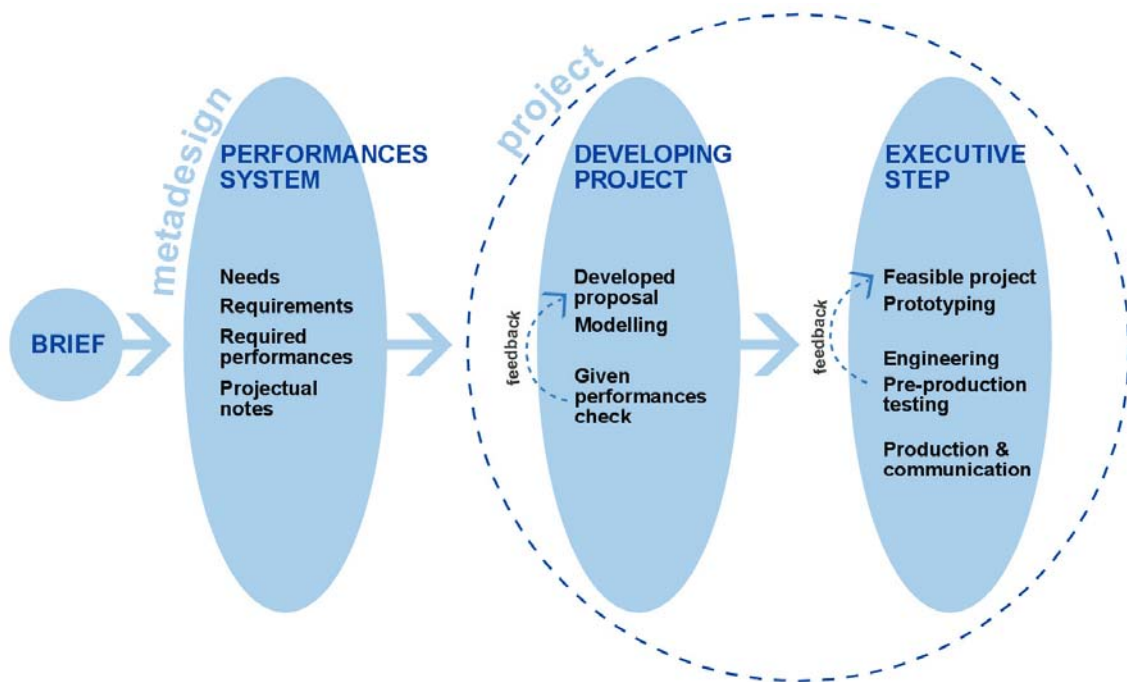 BRIEF
metadesign
PERFORMANCES
SYSTEM
Needs
Requirements
Required
performances
Projectual
notes
project
DEVELOPING
PROJECT
Developed
proposal
Modelling
feedback
Given
performances
check
EXECUTIVE
STEP
Feasible project
Prototyping
feedback
Engineering
Pre-production
testing
Production &
communication